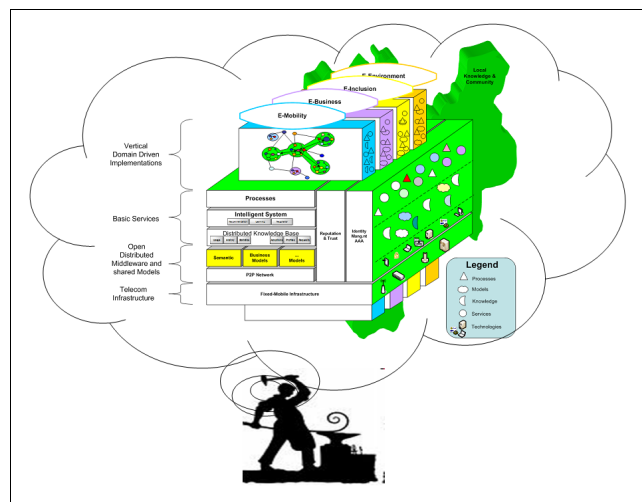 Local
Knowledge &
Community
E-Environment
E-Inclusion
E-Business
E-Mobility
Vertical
Domain Driven
Implementations
Basic Services
Open
Distributed
Middleware and
shared Models
Telecom
Infrastructure
Processes
Intelligent System
Distributed Knowledge Base
Semantic
Business
Models
...
Models
P2P Network
Fixed-Mobile Infrastructure
Reputation
& Trust
Identity
Mang.nt
AAA
Legend
Processes
Models
Knowledge
Services
Technologies